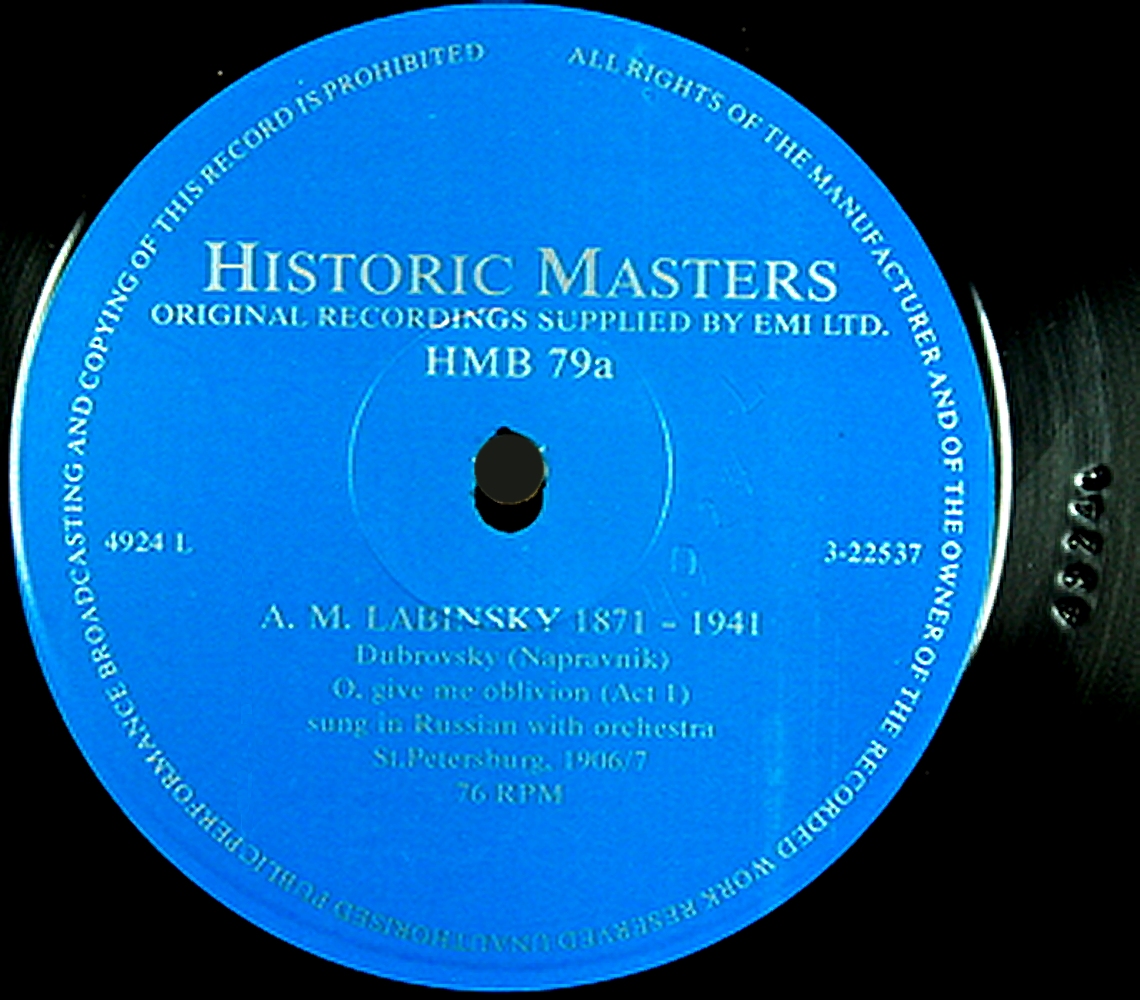 ALL RIGHTS OF THE MANUFACTURER AND OF THE OWNER OF THE RECORDED WORK RESERVED UNAUTHORISED PUBLIC PERFORMANCE BROADCASTING AND COPYING OF THIS RECORD IS PROHIBITED
HISTORIC MASTERS
ORIGINAL RECORDINGS SUPPLIED BY EMI LTD.
HMB 79a
4924 L
3-22537
A. M. LABINSKY 1871 – 1941
Dubrovsky (Napravnik)
O, give me oblivion (Act 1)
sung in Russian with orchestra
St.Petersburg, 1906/7
76 RPM